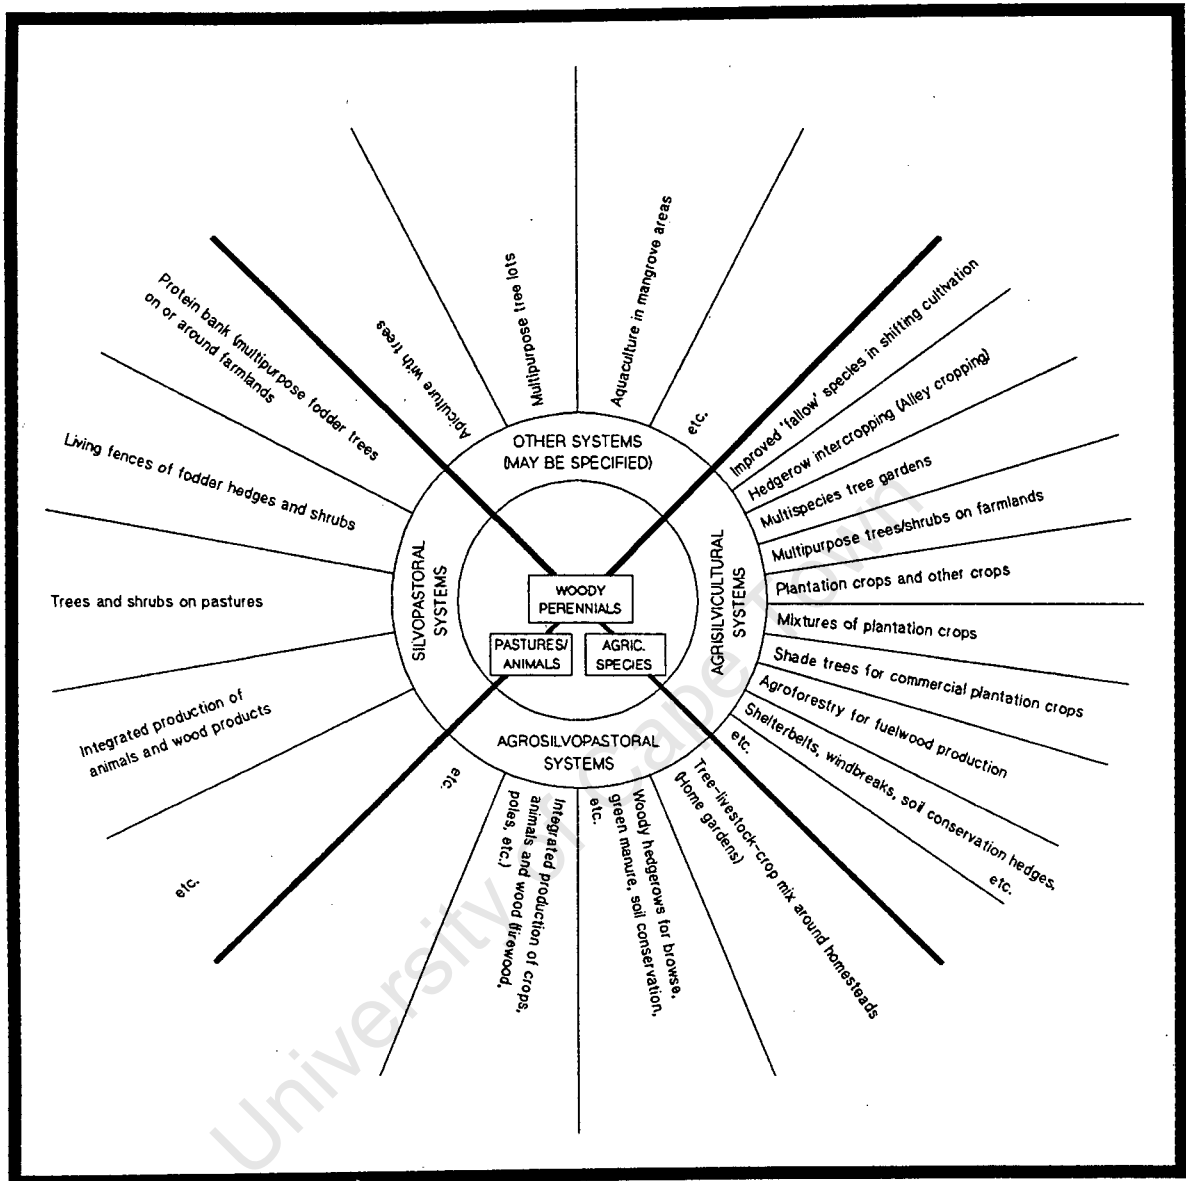 Apiculture with trees
Multipurpose tree lots
Aquaculture in mangrove areas
etc.
OTHER SYSTEMS
(MAY BE SPECIFIED)
Improved 'fallow' species in shifting cultivation
Hedgerow intercropping (Alley cropping)
Multispecies tree gardens
Multipurpose trees/shrubs on farmlands
Plantation crops and other crops
Mixtures of plantation crops
Shade trees for commercial plantation crops
Agroforestry for fuelwood production
Shelterbelts, windbreaks, soil conservation hedges,
etc.
etc.
AGRISILVICULTURAL
SYSTEMS
WOODY
PERENNIALS
PASTURES/
ANIMALS
AGRIC.
SPECIES
Protein bank (multipurpose fodder trees
on or around farmlands
Living fences of fodder hedges and shrubs
Trees and shrubs on pastures
Integrated production of
animals and wood products
etc.
SILVOPASTORAL
SYSTEMS
AGROSILVOPASTORAL
SYSTEMS
Tree-livestock-crop mix around homesteads
(Home gardens)
Woody hedgerows for browse,
green manure, soil conservation,
etc.
Integrated production of crops,
animals and wood (firewood,
poles, etc.)
etc.
University of Cape Town